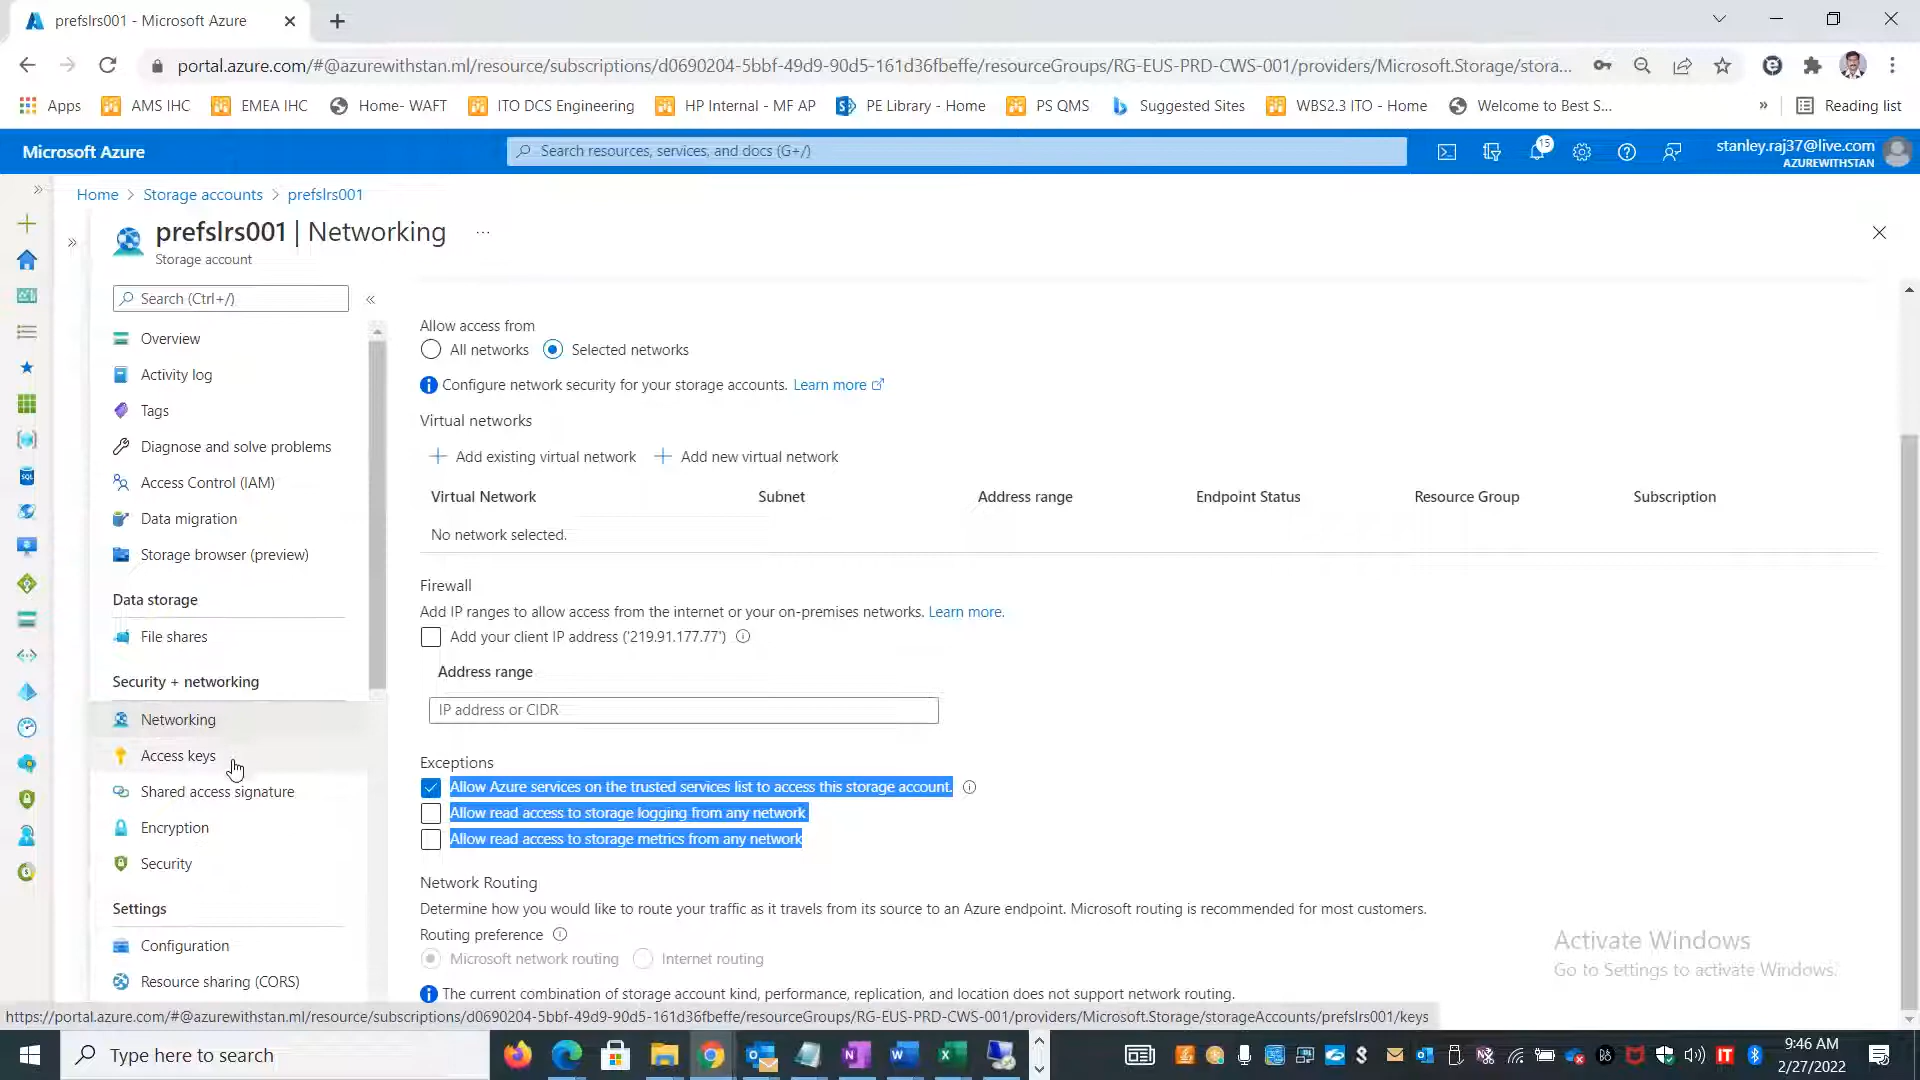 prefslrs001 - Microsoft Azure
portal.azure.com/#@azurewithstan.ml/resource/subscriptions/d0690204-5bbf-49d9-90d5-161d36fbeffe/resourceGroups/RG-EUS-PRD-CWS-001/providers/Microsoft.Storage/stora...
Apps AMS IHC EMEA IHC Home- WAFT ITO DCS Engineering HP Internal - MF AP PE Library - Home PS QMS Suggested Sites WBS2.3 ITO - Home Welcome to Best S... » Reading list
Microsoft Azure
Search resources, services, and docs (G+/)
15
stanley.raj37@live.com
AZUREWITHSTAN
Home > Storage accounts > prefslrs001
prefslrs001 | Networking ...
Storage account
Search (Ctrl+/)
Overview
Activity log
Tags
Diagnose and solve problems
Access Control (IAM)
Data migration
Storage browser (preview)
Data storage
File shares
Security + networking
Networking
Access keys
Shared access signature
Encryption
Security
Settings
Configuration
Resource sharing (CORS)
Allow access from
All networks Selected networks
Configure network security for your storage accounts. Learn more
Virtual networks
+ Add existing virtual network + Add new virtual network
Virtual Network Subnet Address range Endpoint Status Resource Group Subscription
No network selected.
Firewall
Add IP ranges to allow access from the internet or your on-premises networks. Learn more.
Add your client IP address ('219.91.177.77')
Address range
IP address or CIDR
Exceptions
Allow Azure services on the trusted services list to access this storage account.
Allow read access to storage logging from any network
Allow read access to storage metrics from any network
Network Routing
Determine how you would like to route your traffic as it travels from its source to an Azure endpoint. Microsoft routing is recommended for most customers.
Routing preference
Microsoft network routing Internet routing
The current combination of storage account kind, performance, replication, and location does not support network routing.
Activate Windows
Go to Settings to activate Windows.
https://portal.azure.com/#@azurewithstan.ml/resource/subscriptions/d0690204-5bbf-49d9-90d5-161d36fbeffe/resourceGroups/RG-EUS-PRD-CWS-001/providers/Microsoft.Storage/storageAccounts/prefslrs001/keys
Type here to search
9:46 AM
2/27/2022